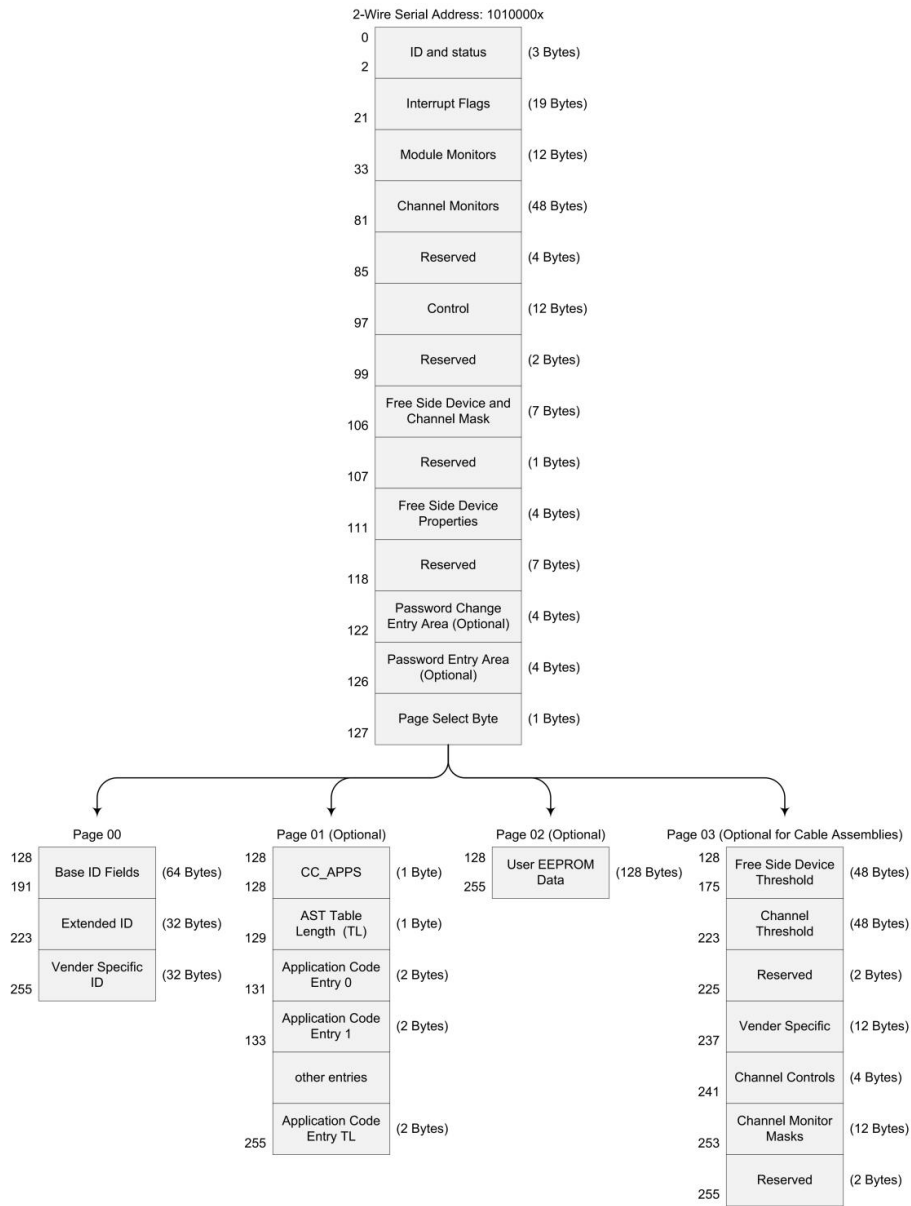 2-Wire Serial Address: 1010000x
0
2
ID and status
(3 Bytes)
21
Interrupt Flags
(19 Bytes)
33
Module Monitors
(12 Bytes)
81
Channel Monitors
(48 Bytes)
85
Reserved
(4 Bytes)
97
Control
(12 Bytes)
99
Reserved
(2 Bytes)
106
Free Side Device and
Channel Mask
(7 Bytes)
107
Reserved
(1 Bytes)
111
Free Side Device
Properties
(4 Bytes)
118
Reserved
(7 Bytes)
122
Password Change
Entry Area (Optional)
(4 Bytes)
126
Password Entry Area
(Optional)
(4 Bytes)
127
Page Select Byte
(1 Bytes)
Page 00
128
191
Base ID Fields
(64 Bytes)
223
Extended ID
(32 Bytes)
255
Vender Specific
ID
(32 Bytes)
Page 01 (Optional)
128
128
CC_APPS
(1 Byte)
129
AST Table
Length (TL)
(1 Byte)
131
Application Code
Entry 0
(2 Bytes)
133
Application Code
Entry 1
(2 Bytes)
other entries
255
Application Code
Entry TL
(2 Bytes)
Page 02 (Optional)
128
255
User EEPROM
Data
(128 Bytes)
Page 03 (Optional for Cable Assemblies)
128
175
Free Side Device
Threshold
(48 Bytes)
223
Channel
Threshold
(48 Bytes)
225
Reserved
(2 Bytes)
237
Vender Specific
(12 Bytes)
241
Channel Controls
(4 Bytes)
253
Channel Monitor
Masks
(12 Bytes)
255
Reserved
(2 Bytes)